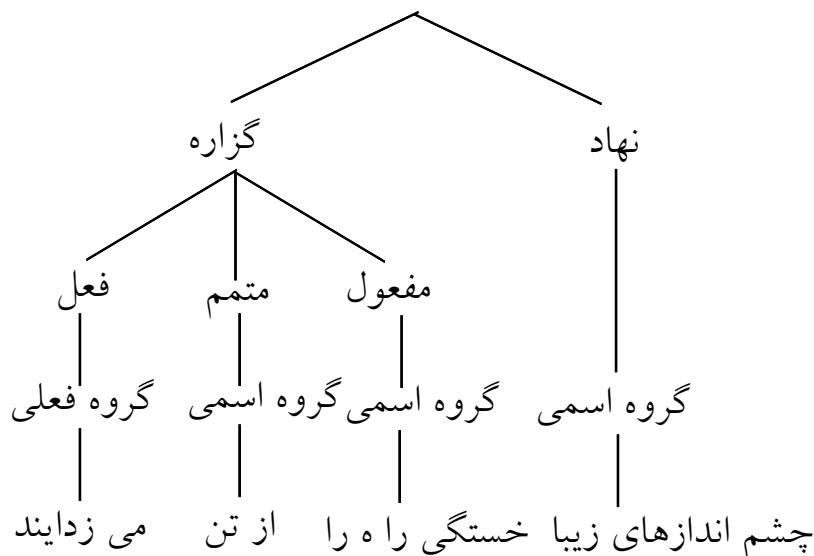 نهاد گزاره
مفعول متمم فعل
گروه اسمی گروه اسمی گروه اسمی گروه فعلی
چشم اندازهای زیبا خستگی را ه را از تن می زدایند